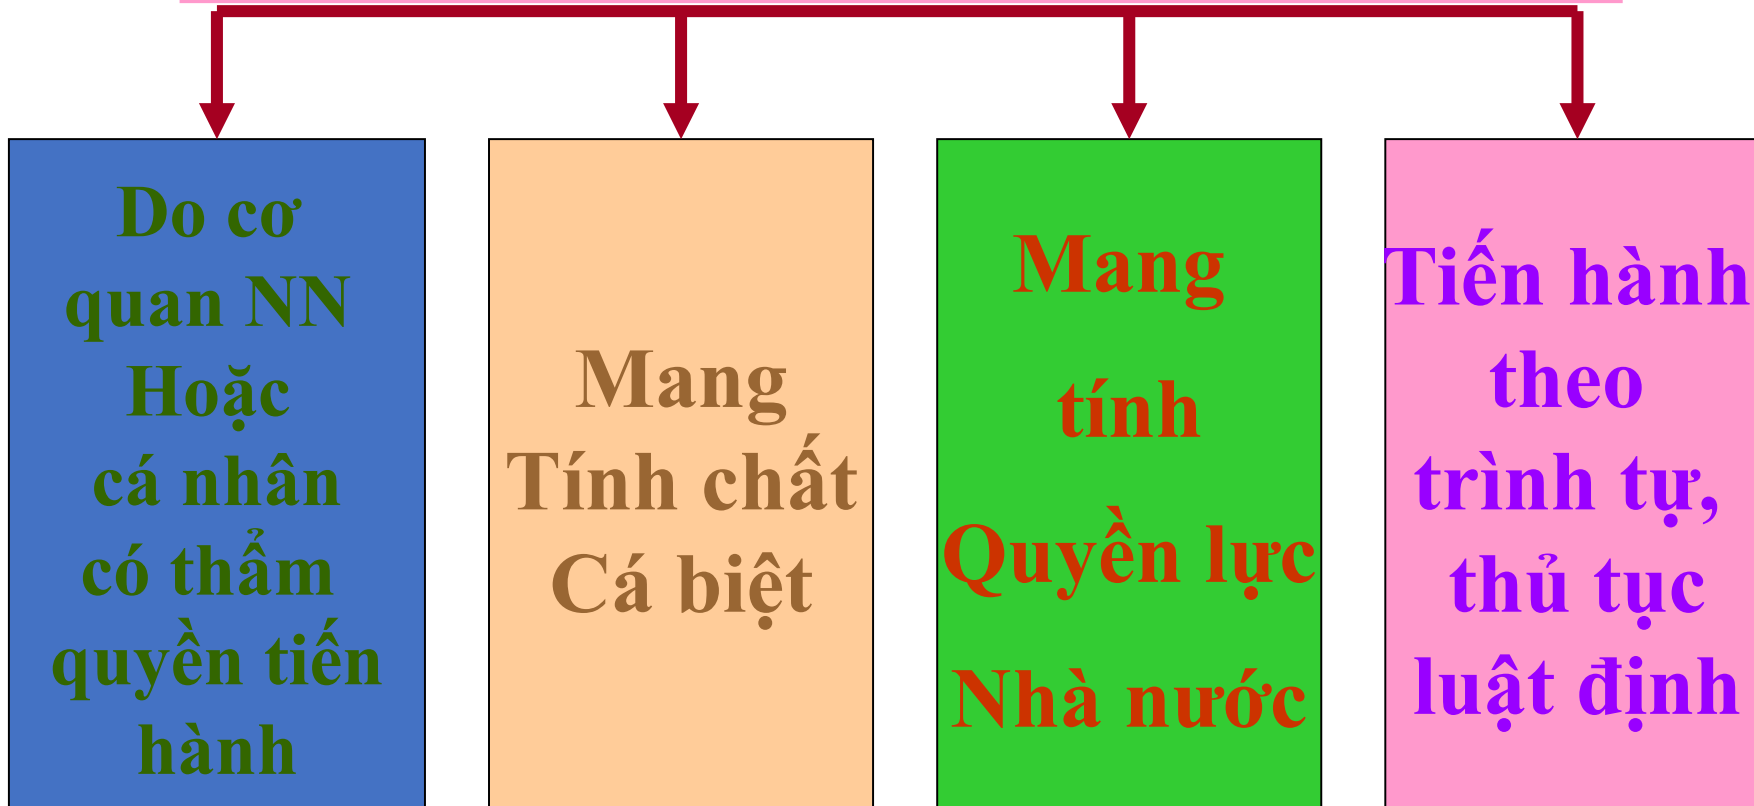 Do cơ
quan NN
Hoặc
cá nhân
có thẩm
quyền tiến
hành
Mang
Tính chất
Cá biệt
Mang
tính
Quyền lực
Nhà nước
Tiến hành
theo
trình tự,
thủ tục
luật định